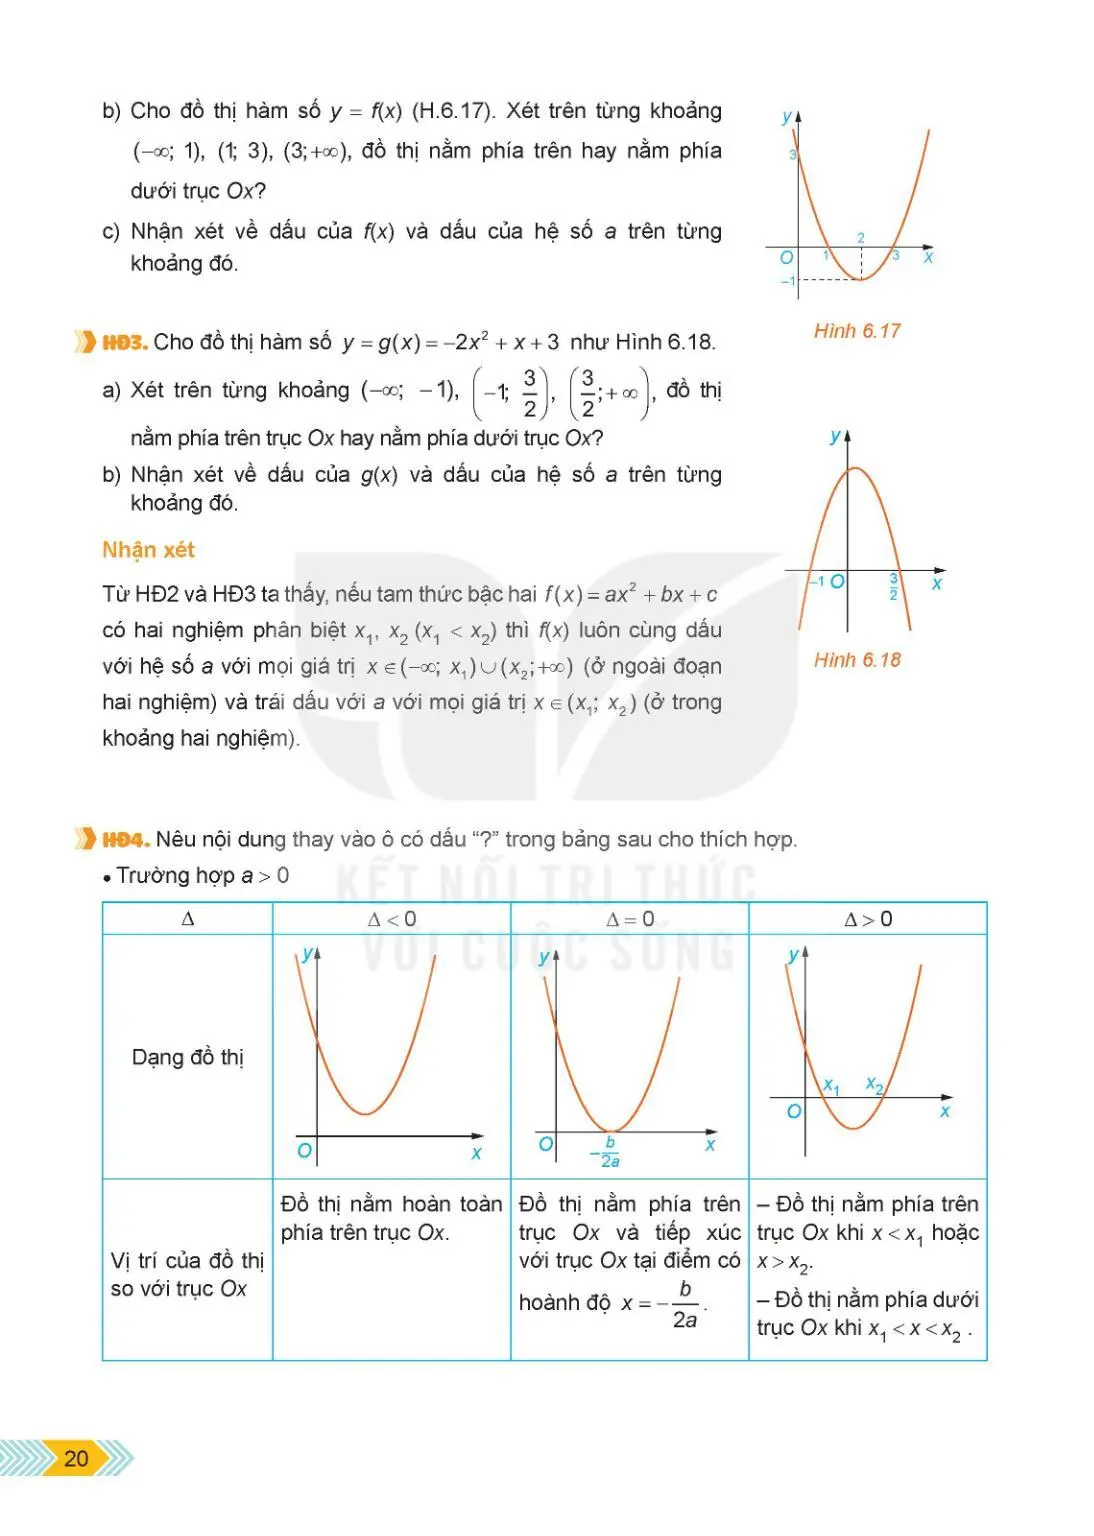 b) Cho đồ thị hàm số y = f(x) (H.6.17). Xét trên từng khoảng
(–∞; 1), (1; 3), (3; +∞), đồ thị nằm phía trên hay nằm phía
dưới trục Ox?
c) Nhận xét về dấu của f(x) và dấu của hệ số a trên từng
khoảng đó.
y
3
2
O
1
3
x
–1
Hình 6.17
HĐ3. Cho đồ thị hàm số y = g(x) = –2x² + x + 3 như Hình 6.18.
a) Xét trên từng khoảng (–∞; –1), (–1; 3/2), (3/2; +∞), đồ thị
nằm phía trên trục Ox hay nằm phía dưới trục Ox?
b) Nhận xét về dấu của g(x) và dấu của hệ số a trên từng
khoảng đó.
y
–1
O
3/2
x
Hình 6.18
Nhận xét
Từ HĐ2 và HĐ3 ta thấy, nếu tam thức bậc hai f(x) = ax² + bx + c
có hai nghiệm phân biệt x₁, x₂ (x₁ < x₂) thì f(x) luôn cùng dấu
với hệ số a với mọi giá trị x ∈ (–∞; x₁) ∪ (x₂; +∞) (ở ngoài đoạn
hai nghiệm) và trái dấu với a với mọi giá trị x ∈ (x₁; x₂) (ở trong
khoảng hai nghiệm).
HĐ4. Nêu nội dung thay vào ô có dấu “?” trong bảng sau cho thích hợp.
• Trường hợp a > 0
KẾT NỐI TRI THỨC
VỚI CUỘC SỐNG
Δ
Δ < 0
Δ = 0
Δ > 0
Dạng đồ thị
y
O
x
y
O
–b/2a
x
y
x₁
x₂
O
x
Vị trí của đồ thị
so với trục Ox
Đồ thị nằm hoàn toàn
phía trên trục Ox.
Đồ thị nằm phía trên
trục Ox và tiếp xúc
với trục Ox tại điểm có
hoành độ x = –b/2a.
– Đồ thị nằm phía trên
trục Ox khi x < x₁ hoặc
x > x₂.
– Đồ thị nằm phía dưới
trục Ox khi x₁ < x < x₂ .
20